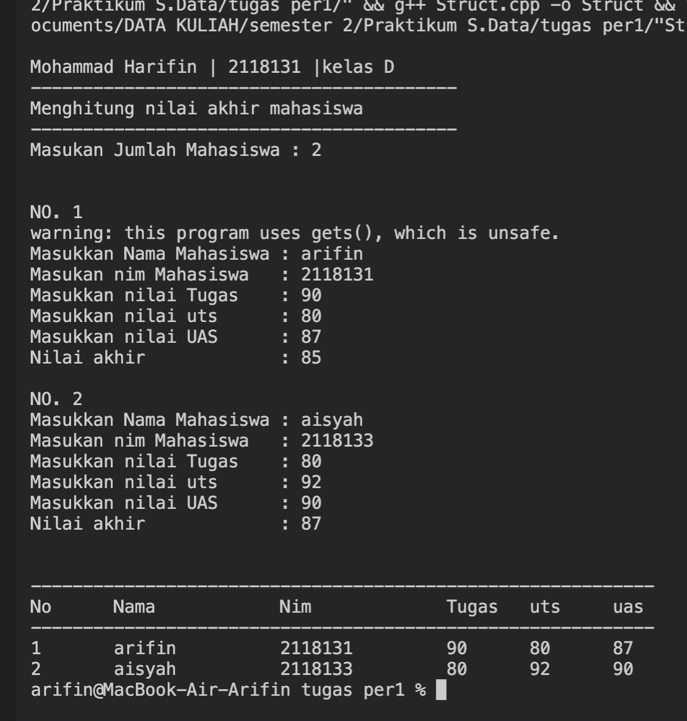 2/Praktikum S.Data/tugas per1/" && g++ Struct.cpp -o Struct &&
ocuments/DATA KULIAH/semester 2/Praktikum S.Data/tugas per1/"St
Mohammad Harifin | 2118131 |kelas D
-----------------------------------------
Menghitung nilai akhir mahasiswa
-----------------------------------------
Masukan Jumlah Mahasiswa : 2
NO. 1
warning: this program uses gets(), which is unsafe.
Masukkan Nama Mahasiswa : arifin
Masukan nim Mahasiswa   : 2118131
Masukkan nilai Tugas    : 90
Masukkan nilai uts      : 80
Masukkan nilai UAS      : 87
Nilai akhir             : 85
NO. 2
Masukkan Nama Mahasiswa : aisyah
Masukan nim Mahasiswa   : 2118133
Masukkan nilai Tugas    : 80
Masukkan nilai uts      : 92
Masukkan nilai UAS      : 90
Nilai akhir             : 87
------------------------------------------------------------
No      Nama            Nim             Tugas   uts     uas
------------------------------------------------------------
1       arifin          2118131         90      80      87
2       aisyah          2118133         80      92      90
arifin@MacBook-Air-Arifin tugas per1 %